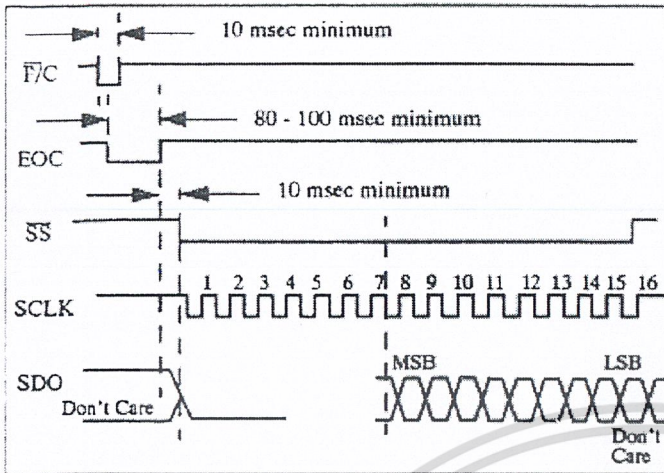 10 msec minimum
P̅/C
80 - 100 msec minimum
EOC
10 msec minimum
S̅S̅
1 2 3 4 5 6 7 8 9 10 11 12 13 14 15 16
SCLK
MSB LSB
SDO
Don't Care
Don't
Care